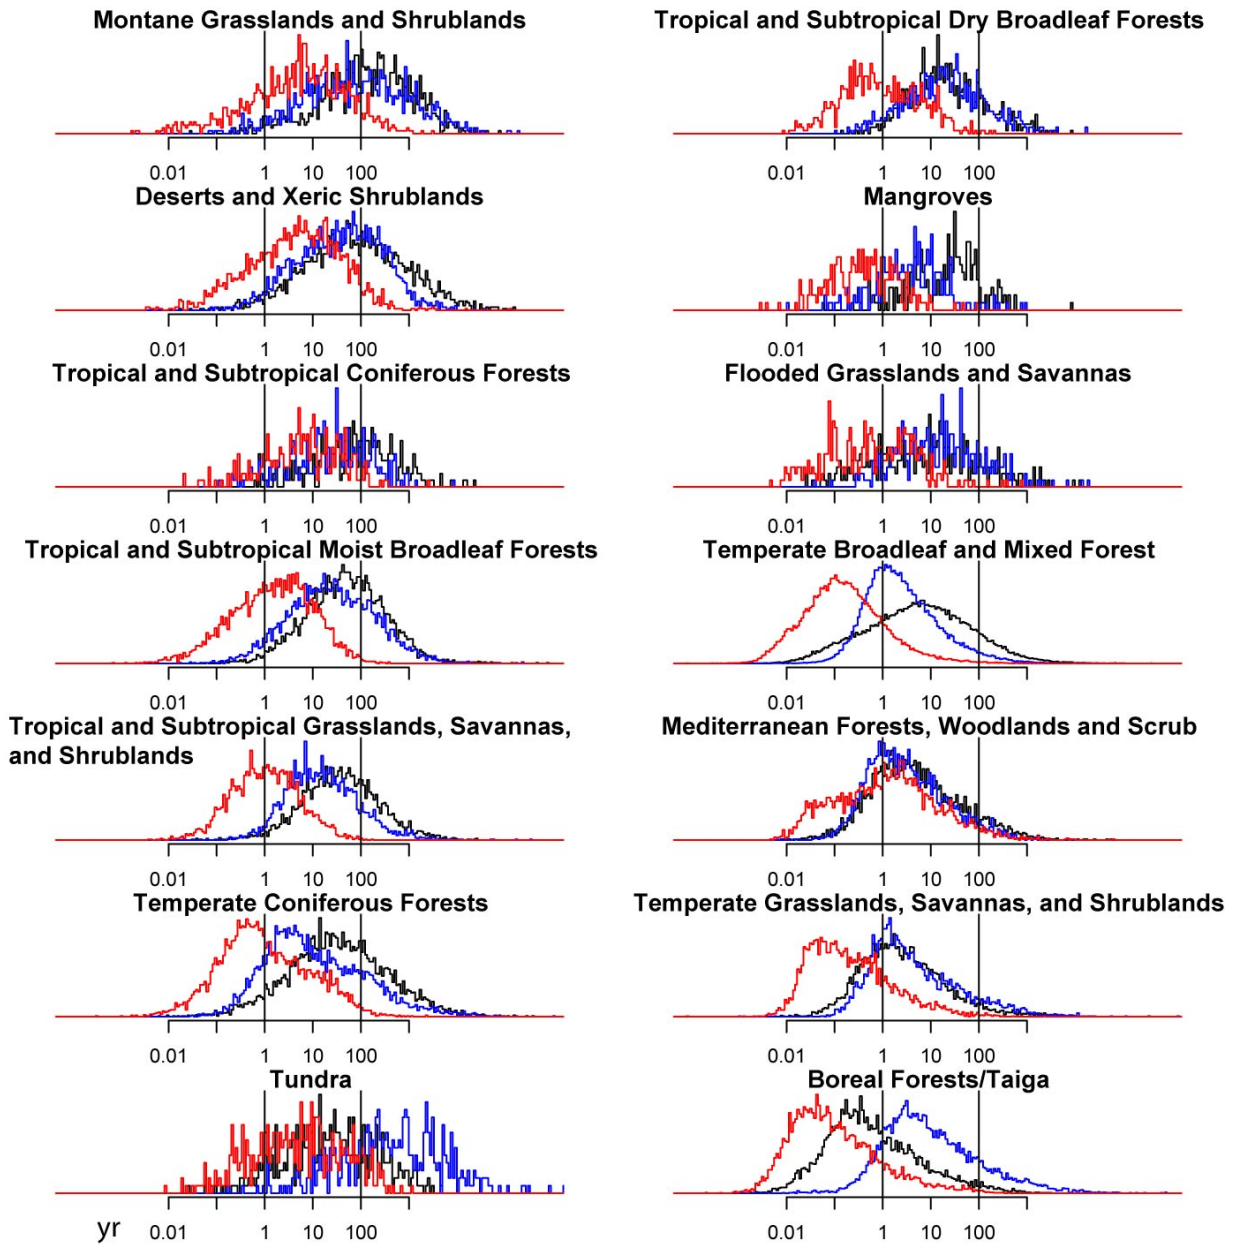 Montane Grasslands and Shrublands
0.01 1 10 100
Tropical and Subtropical Dry Broadleaf Forests
0.01 1 10 100
Deserts and Xeric Shrublands
0.01 1 10 100
Mangroves
0.01 1 10 100
Tropical and Subtropical Coniferous Forests
0.01 1 10 100
Flooded Grasslands and Savannas
0.01 1 10 100
Tropical and Subtropical Moist Broadleaf Forests
0.01 1 10 100
Temperate Broadleaf and Mixed Forest
0.01 1 10 100
Tropical and Subtropical Grasslands, Savannas,
and Shrublands
0.01 1 10 100
Mediterranean Forests, Woodlands and Scrub
0.01 1 10 100
Temperate Coniferous Forests
0.01 1 10 100
Temperate Grasslands, Savannas, and Shrublands
0.01 1 10 100
Tundra
yr 0.01 1 10 100
Boreal Forests/Taiga
0.01 1 10 100